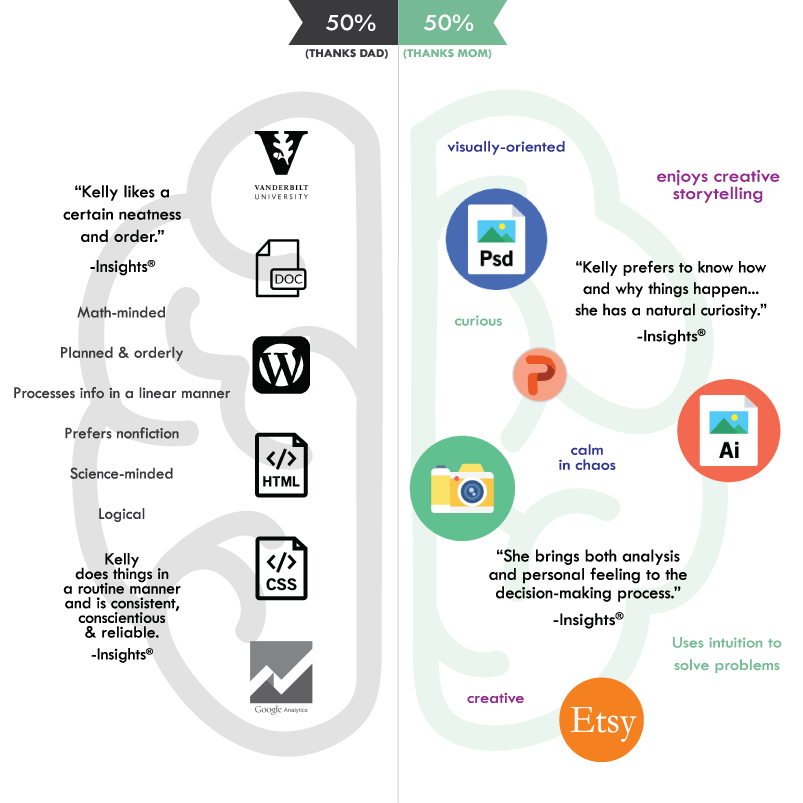 50%
(THANKS DAD)
“Kelly likes a
certain neatness
and order.”
-Insights®
Math-minded
Planned & orderly
Processes info in a linear manner
Prefers nonfiction
Science-minded
Logical
Kelly
does things in
a routine manner
and is consistent,
conscientious
& reliable.
-Insights®
V
VANDERBILT
UNIVERSITY
DOC
W
</>
HTML
</>
CSS
Google Analytics
50%
(THANKS MOM)
visually-oriented
enjoys creative
storytelling
Psd
“Kelly prefers to know how
and why things happen...
she has a natural curiosity.”
-Insights®
curious
P
Ai
calm
in chaos
“She brings both analysis
and personal feeling to the
decision-making process.”
-Insights®
Uses intuition to
solve problems
creative
Etsy